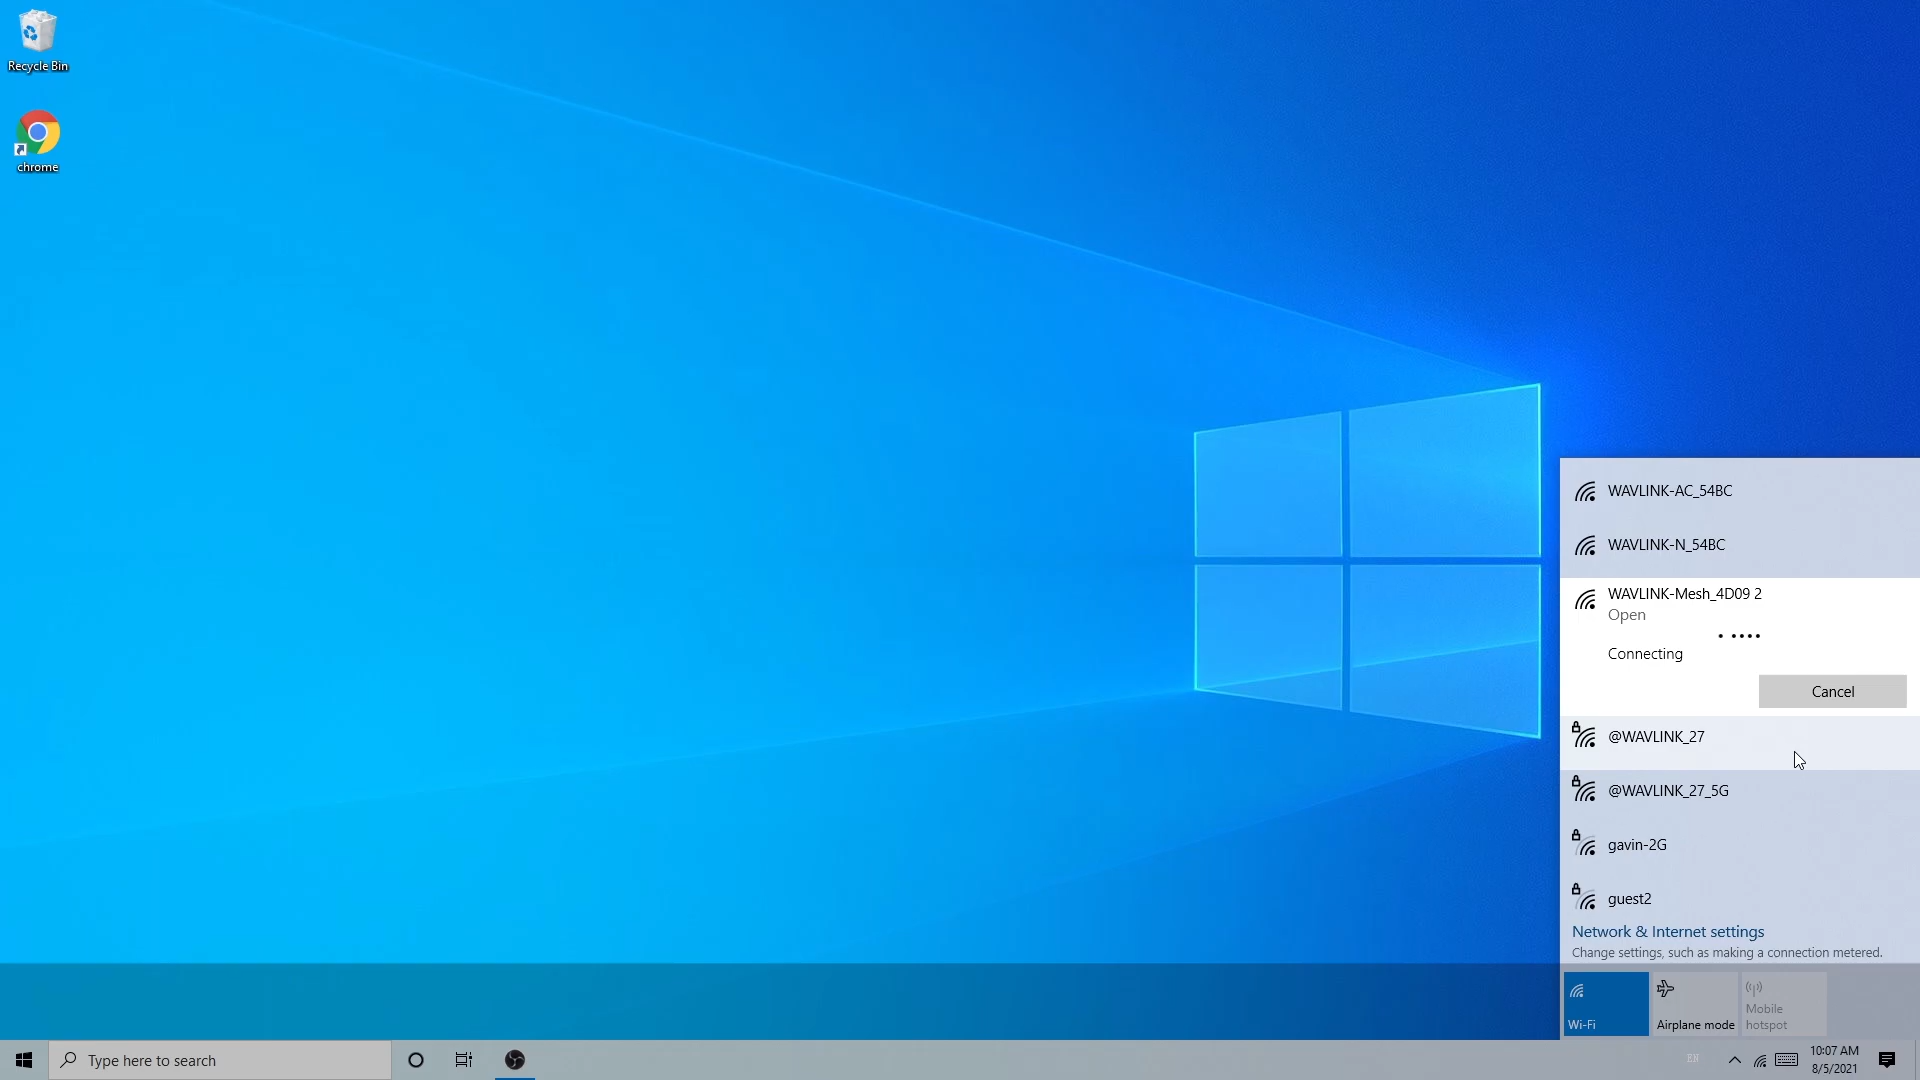 Recycle Bin
chrome
WAVLINK-AC_54BC
WAVLINK-N_54BC
WAVLINK-Mesh_4D09 2
Open
Connecting
Cancel
@WAVLINK_27
@WAVLINK_27_5G
gavin-2G
guest2
Network & Internet settings
Change settings, such as making a connection metered.
Wi-Fi
Airplane mode
Mobile
hotspot
Type here to search
EN
10:07 AM
8/5/2021